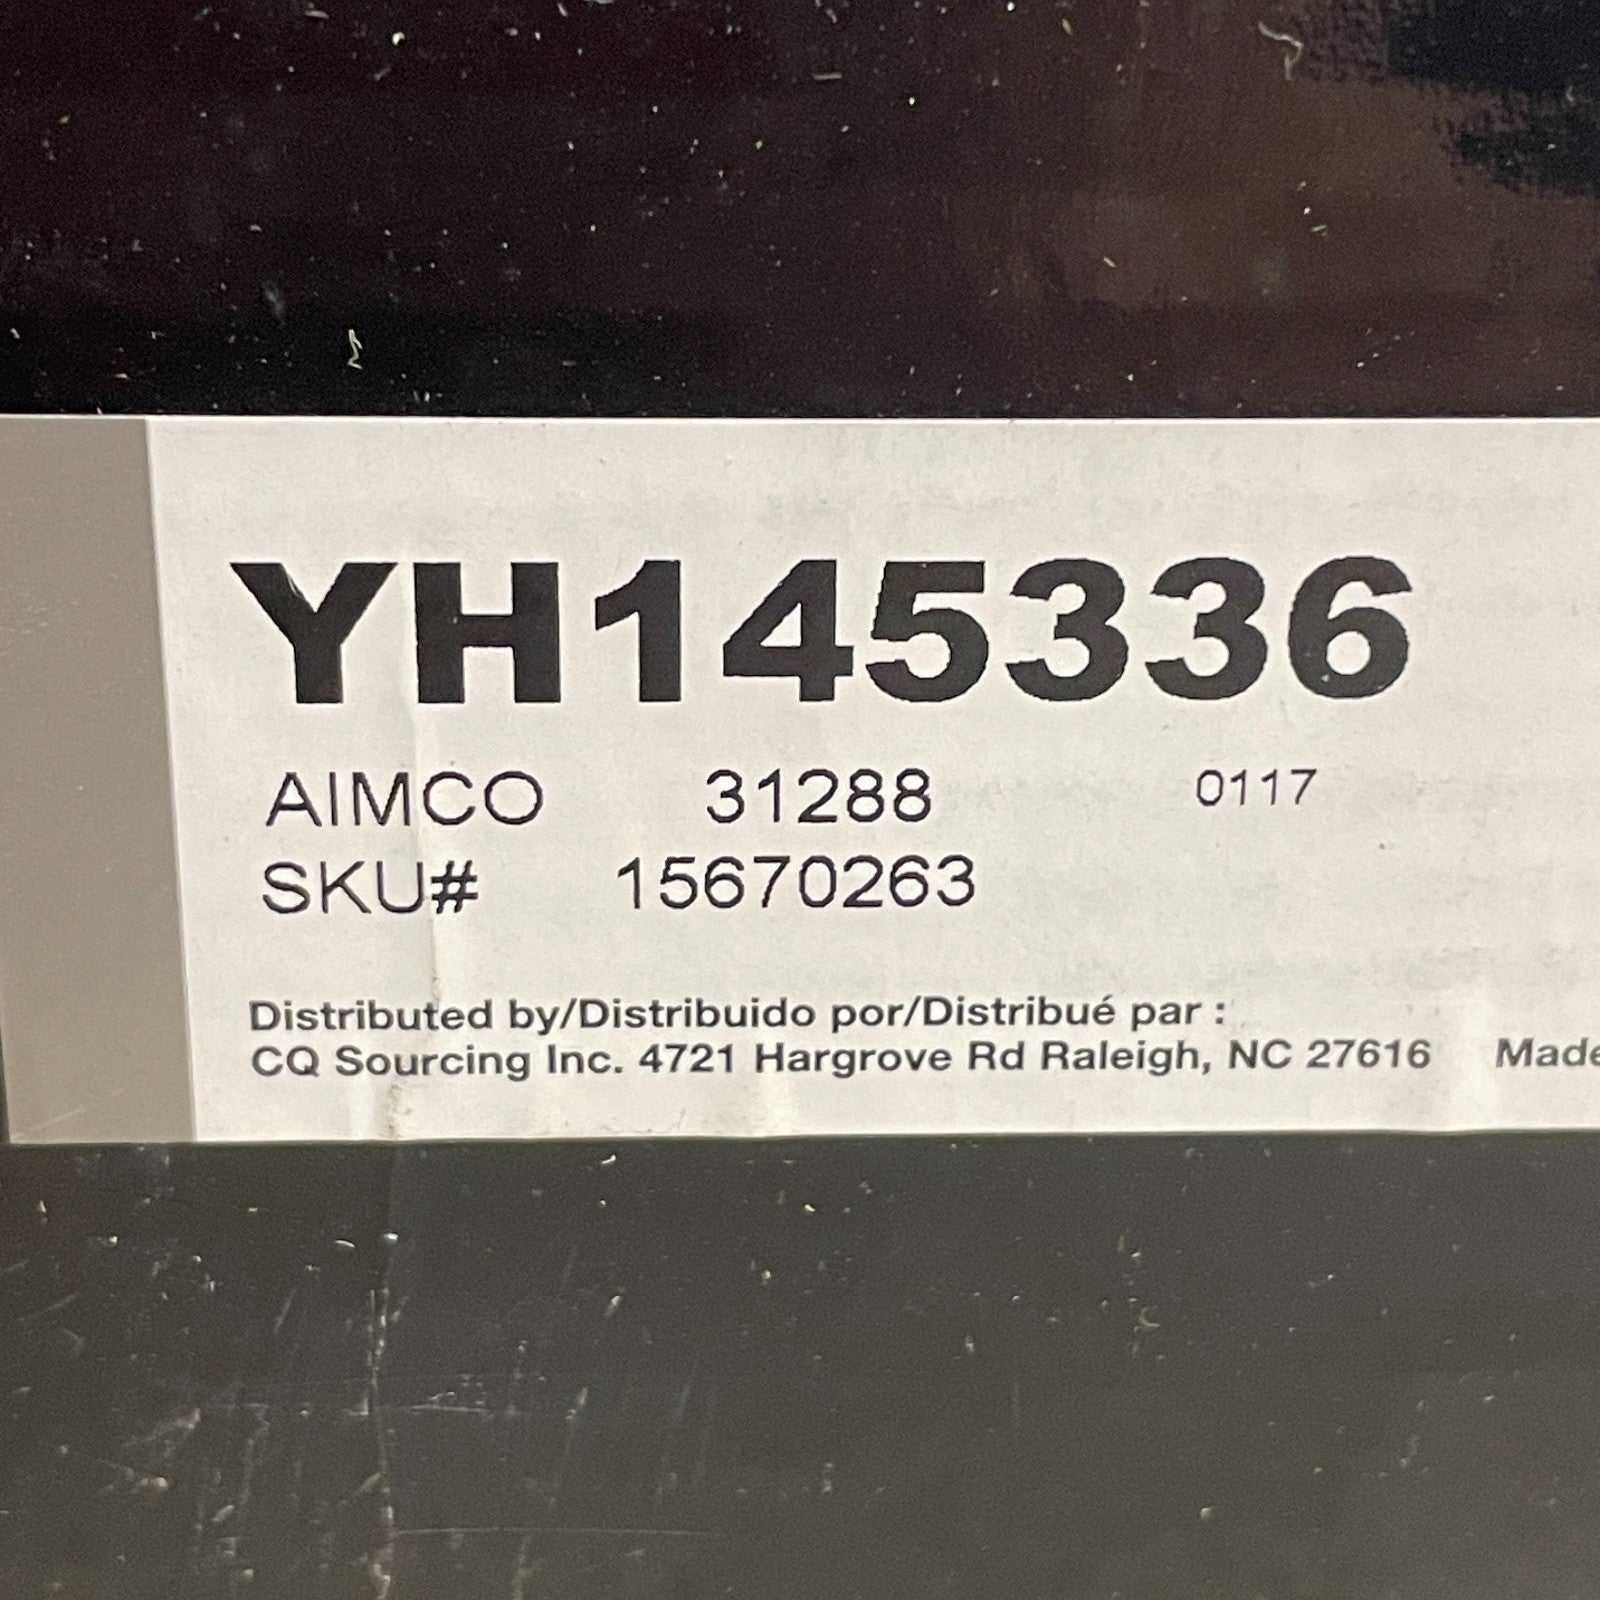 YH145336
AIMCO 31288 0117
SKU# 15670263
Distributed by/Distribuido por/Distribué par :
CQ Sourcing Inc. 4721 Hargrove Rd Raleigh, NC 27616 Made